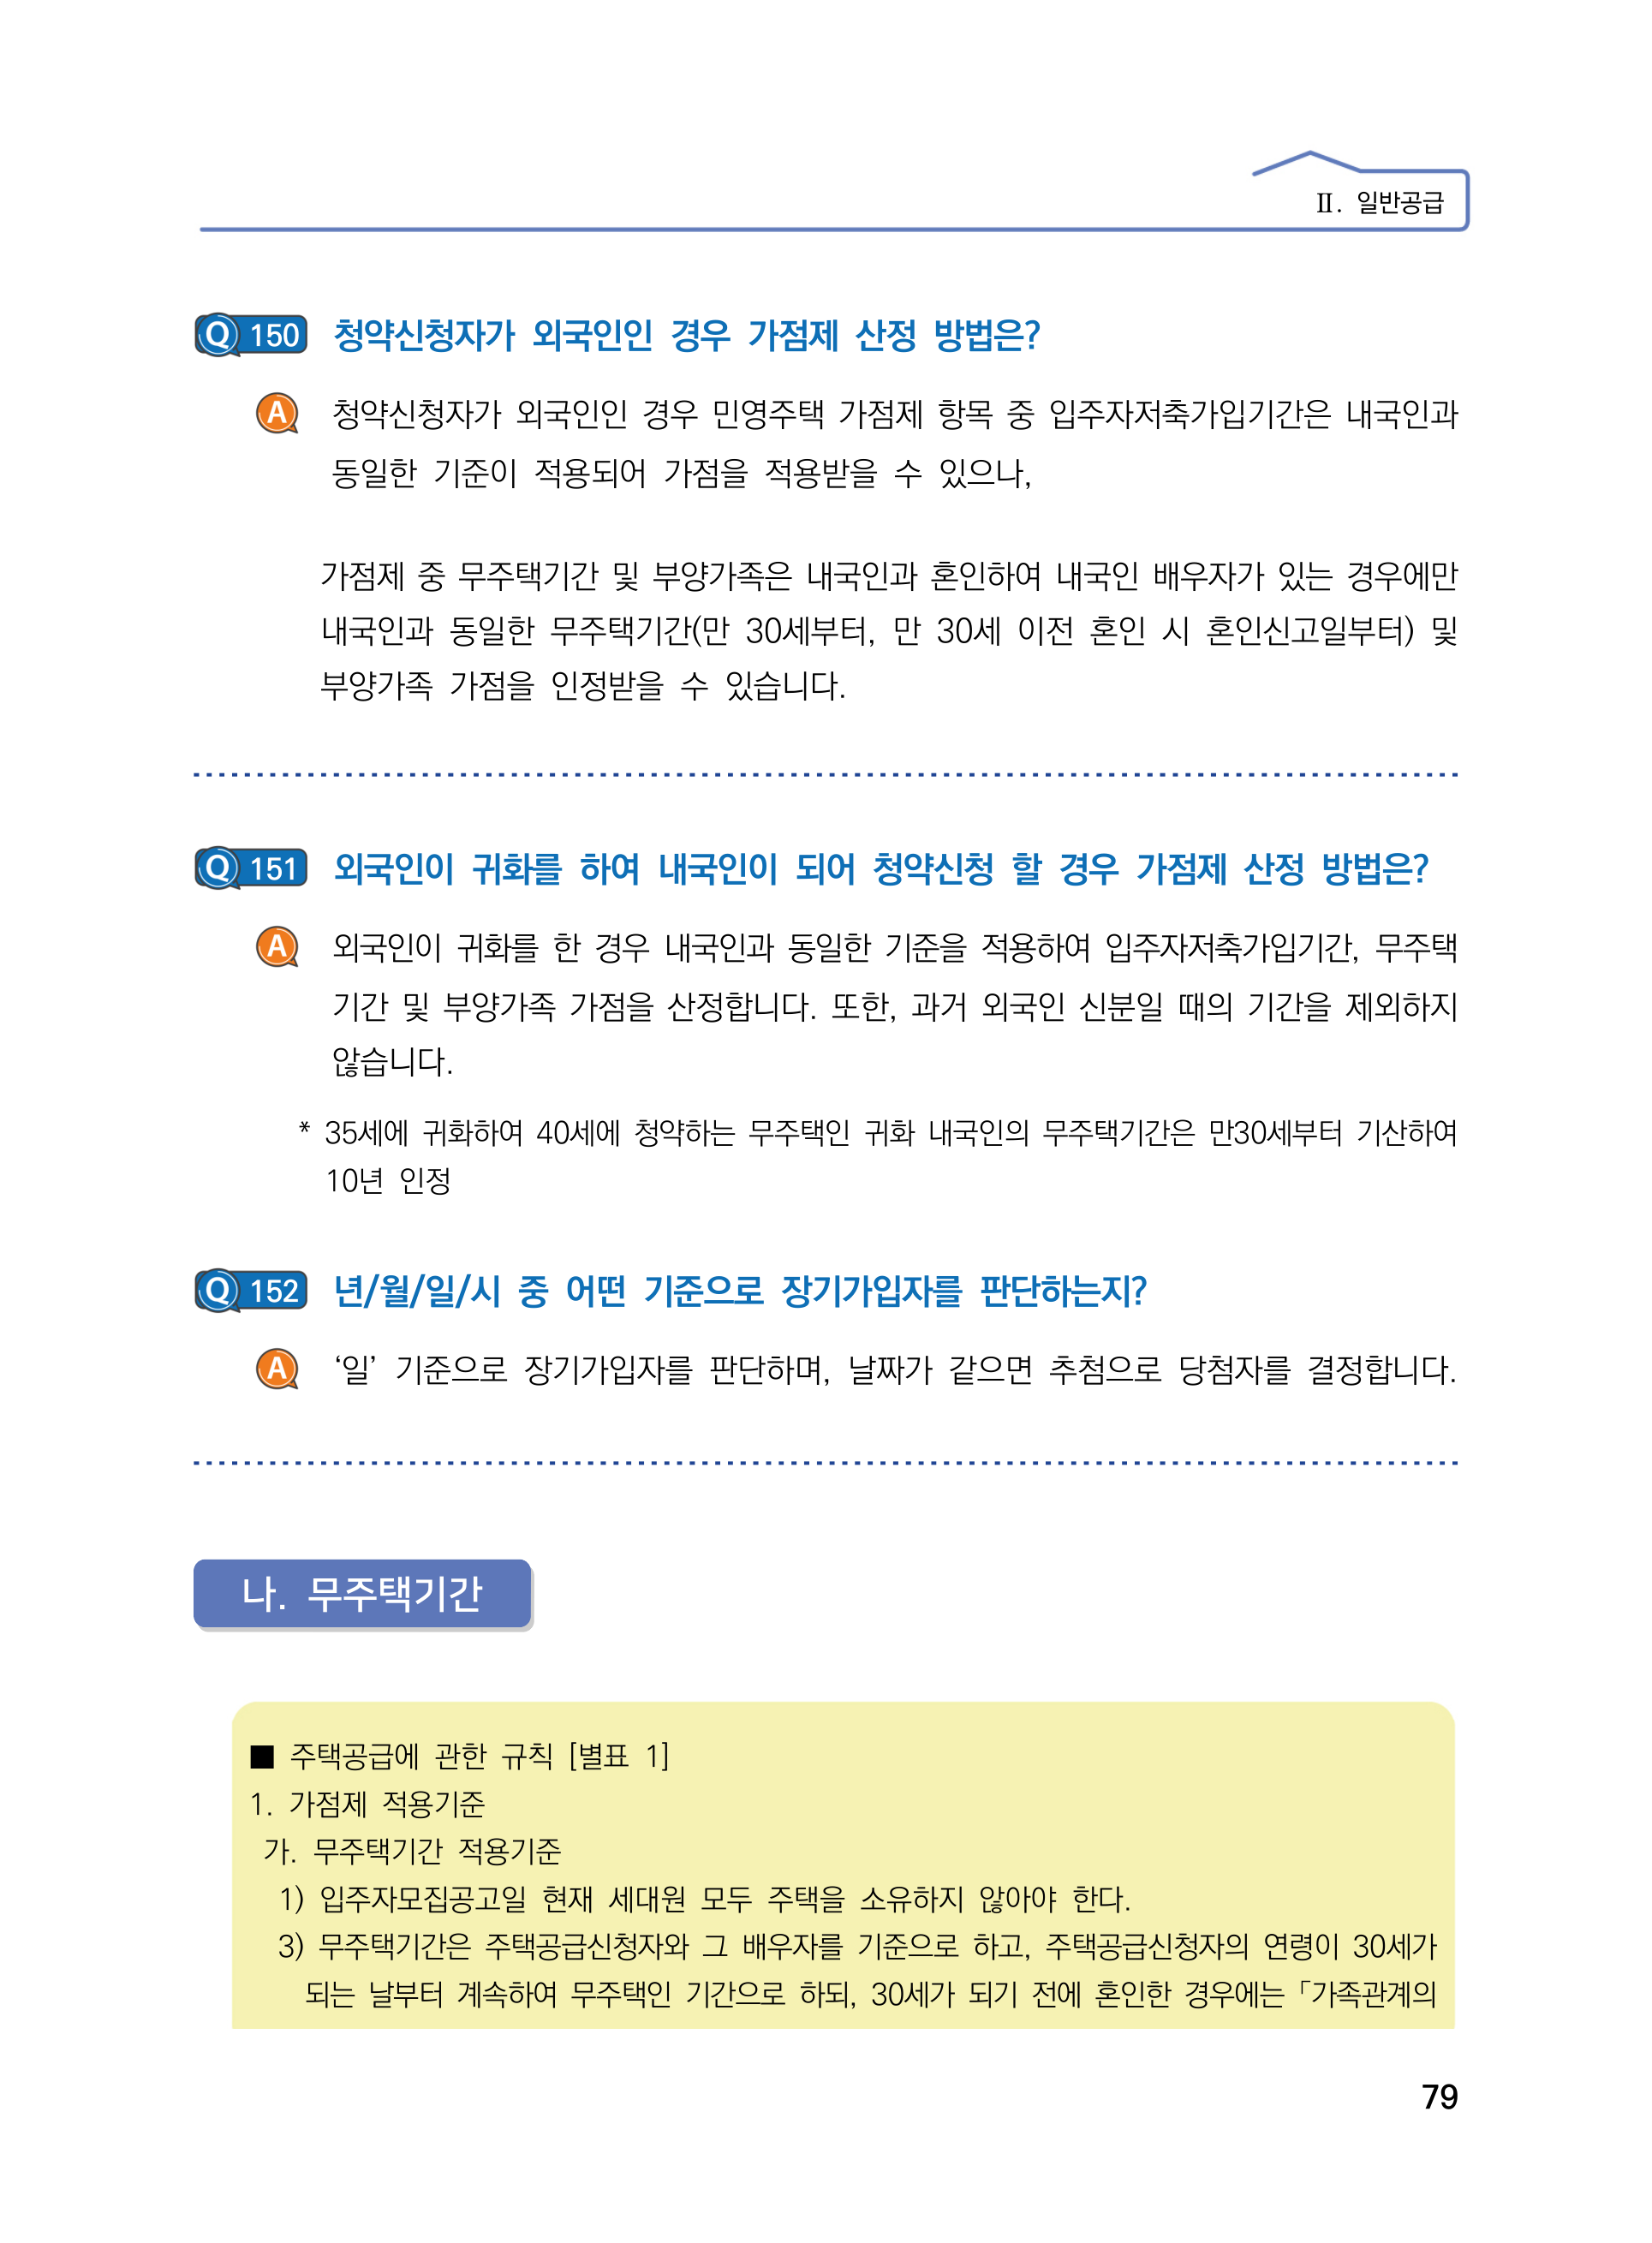 Ⅱ. 일반공급
Q 150 청약신청자가 외국인인 경우 가점제 산정 방법은?
A 청약신청자가 외국인인 경우 민영주택 가점제 항목 중 입주자저축가입기간은 내국인과
동일한 기준이 적용되어 가점을 적용받을 수 있으나,
가점제 중 무주택기간 및 부양가족은 내국인과 혼인하여 내국인 배우자가 있는 경우에만
내국인과 동일한 무주택기간(만 30세부터, 만 30세 이전 혼인 시 혼인신고일부터) 및
부양가족 가점을 인정받을 수 있습니다.
Q 151 외국인이 귀화를 하여 내국인이 되어 청약신청 할 경우 가점제 산정 방법은?
A 외국인이 귀화를 한 경우 내국인과 동일한 기준을 적용하여 입주자저축가입기간, 무주택
기간 및 부양가족 가점을 산정합니다. 또한, 과거 외국인 신분일 때의 기간을 제외하지
않습니다.
* 35세에 귀화하여 40세에 청약하는 무주택인 귀화 내국인의 무주택기간은 만30세부터 기산하여
10년 인정
Q 152 년/월/일/시 중 어떤 기준으로 장기가입자를 판단하는지?
A ‘일’ 기준으로 장기가입자를 판단하며, 날짜가 같으면 추첨으로 당첨자를 결정합니다.
나. 무주택기간
■ 주택공급에 관한 규칙 [별표 1]
1. 가점제 적용기준
가. 무주택기간 적용기준
1) 입주자모집공고일 현재 세대원 모두 주택을 소유하지 않아야 한다.
3) 무주택기간은 주택공급신청자와 그 배우자를 기준으로 하고, 주택공급신청자의 연령이 30세가
되는 날부터 계속하여 무주택인 기간으로 하되, 30세가 되기 전에 혼인한 경우에는 「가족관계의
79